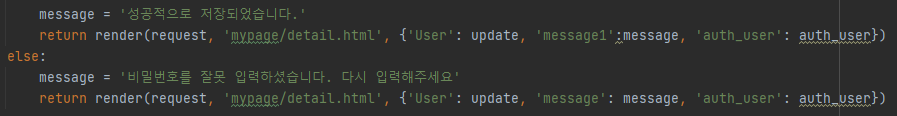 message = '성공적으로 저장되었습니다.'
return render(request, 'mypage/detail.html', {'User': update, 'message1':message, 'auth_user': auth_user})
else:
message = '비밀번호를 잘못 입력하셨습니다. 다시 입력해주세요'
return render(request, 'mypage/detail.html', {'User': update, 'message': message, 'auth_user': auth_user})